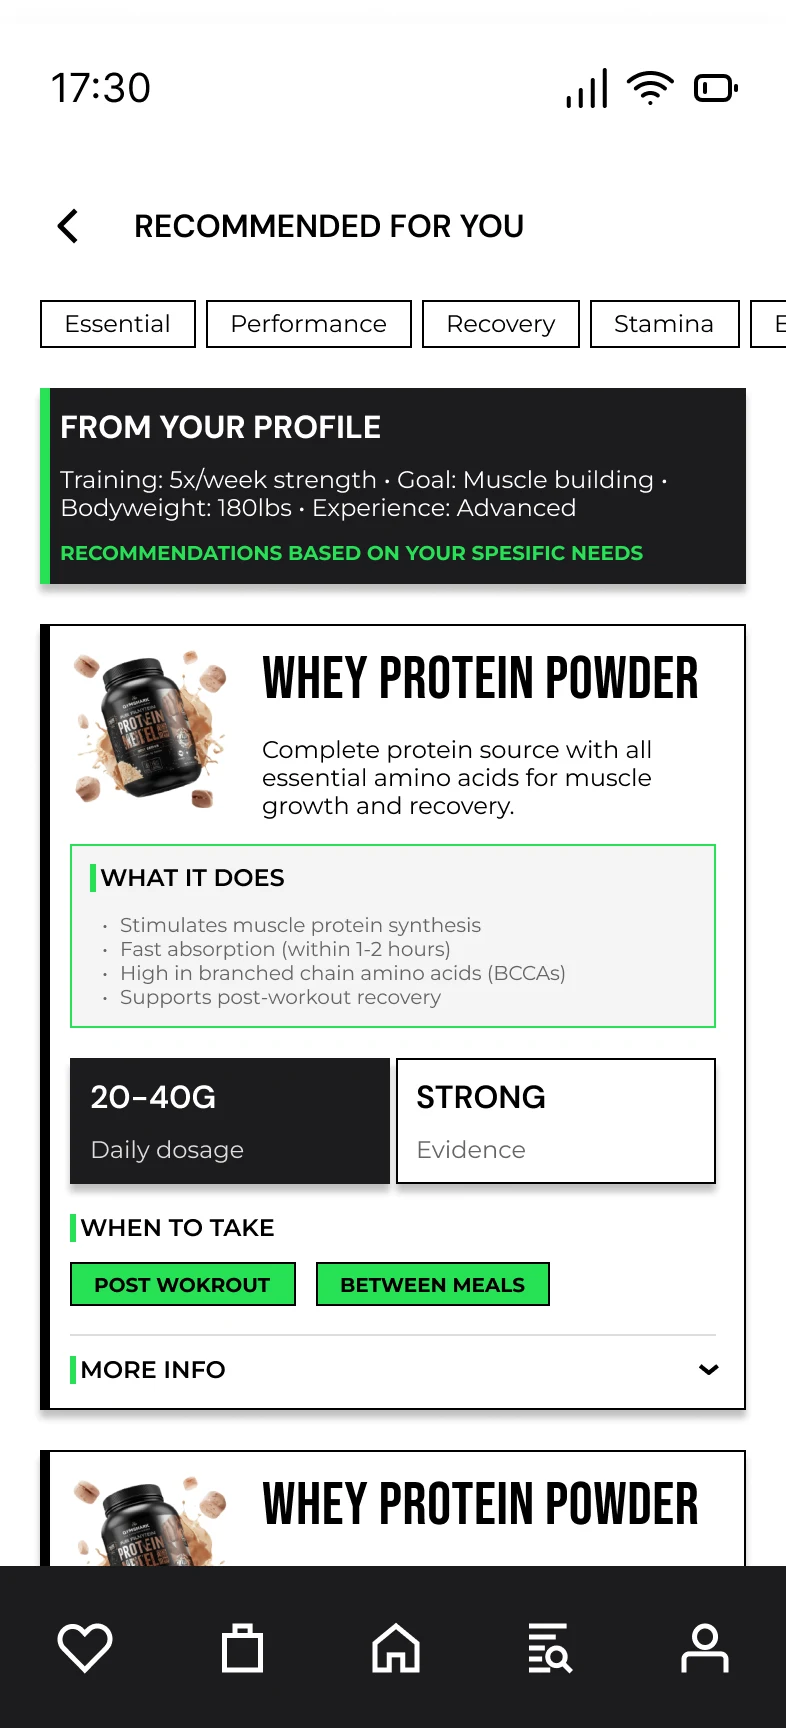 17:30
RECOMMENDED FOR YOU
Essential
Performance
Recovery
Stamina
E
FROM YOUR PROFILE
Training: 5x/week strength • Goal: Muscle building •
Bodyweight: 180lbs • Experience: Advanced
RECOMMENDATIONS BASED ON YOUR SPESIFIC NEEDS
GYMSHARK
PROTEIN
WHEY PROTEIN POWDER
Complete protein source with all
essential amino acids for muscle
growth and recovery.
WHAT IT DOES
• Stimulates muscle protein synthesis
• Fast absorption (within 1-2 hours)
• High in branched chain amino acids (BCCAs)
• Supports post-workout recovery
20-40G
Daily dosage
STRONG
Evidence
WHEN TO TAKE
POST WOKROUT
BETWEEN MEALS
MORE INFO
GYMSHARK
PROTEIN
WHEY PROTEIN POWDER